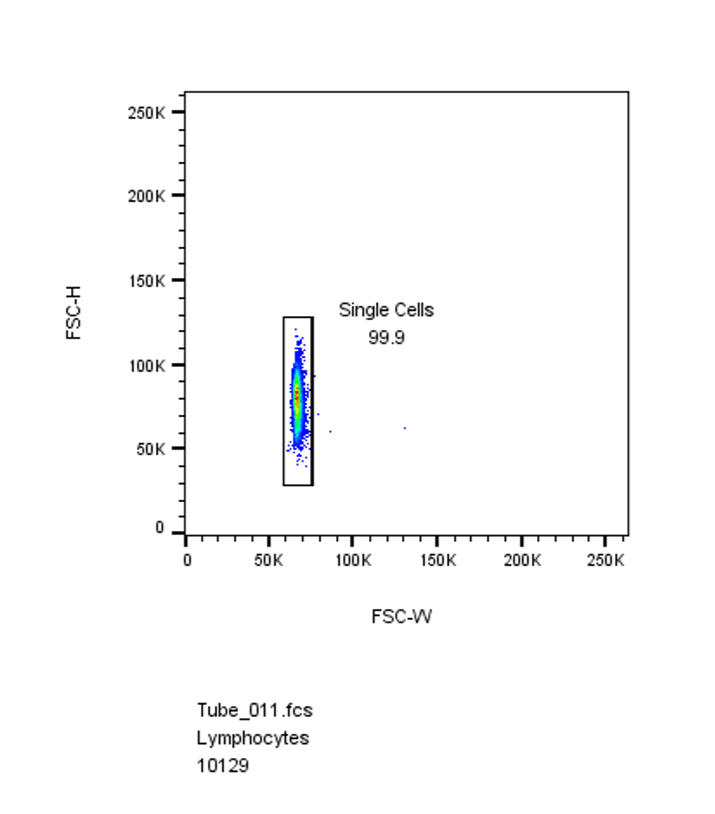 250K
200K
150K
100K
50K
0
FSC-H
Single Cells
99.9
0 50K 100K 150K 200K 250K
FSC-W
Tube_011.fcs
Lymphocytes
10129